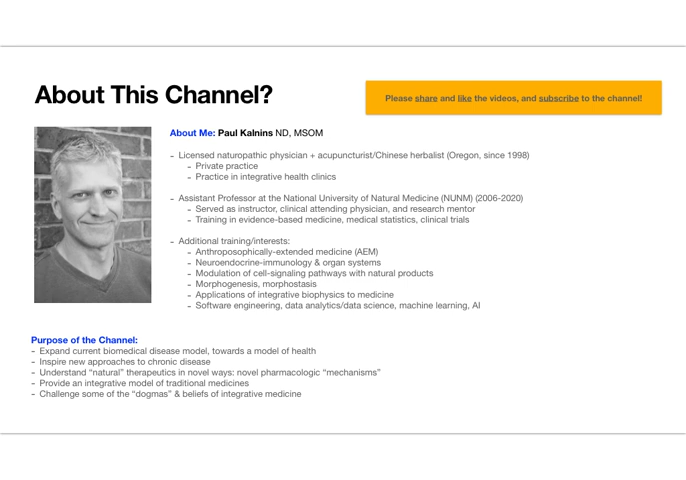 About This Channel?
Please share and like the videos, and subscribe to the channel!
About Me: Paul Kalnins ND, MSOM
- Licensed naturopathic physician + acupuncturist/Chinese herbalist (Oregon, since 1998)
- Private practice
- Practice in integrative health clinics
- Assistant Professor at the National University of Natural Medicine (NUNM) (2006-2020)
- Served as instructor, clinical attending physician, and research mentor
- Training in evidence-based medicine, medical statistics, clinical trials
- Additional training/interests:
- Anthroposophically-extended medicine (AEM)
- Neuroendocrine-immunology & organ systems
- Modulation of cell-signaling pathways with natural products
- Morphogenesis, morphostasis
- Applications of integrative biophysics to medicine
- Software engineering, data analytics/data science, machine learning, AI
Purpose of the Channel:
- Expand current biomedical disease model, towards a model of health
- Inspire new approaches to chronic disease
- Understand “natural” therapeutics in novel ways: novel pharmacologic “mechanisms”
- Provide an integrative model of traditional medicines
- Challenge some of the “dogmas” & beliefs of integrative medicine